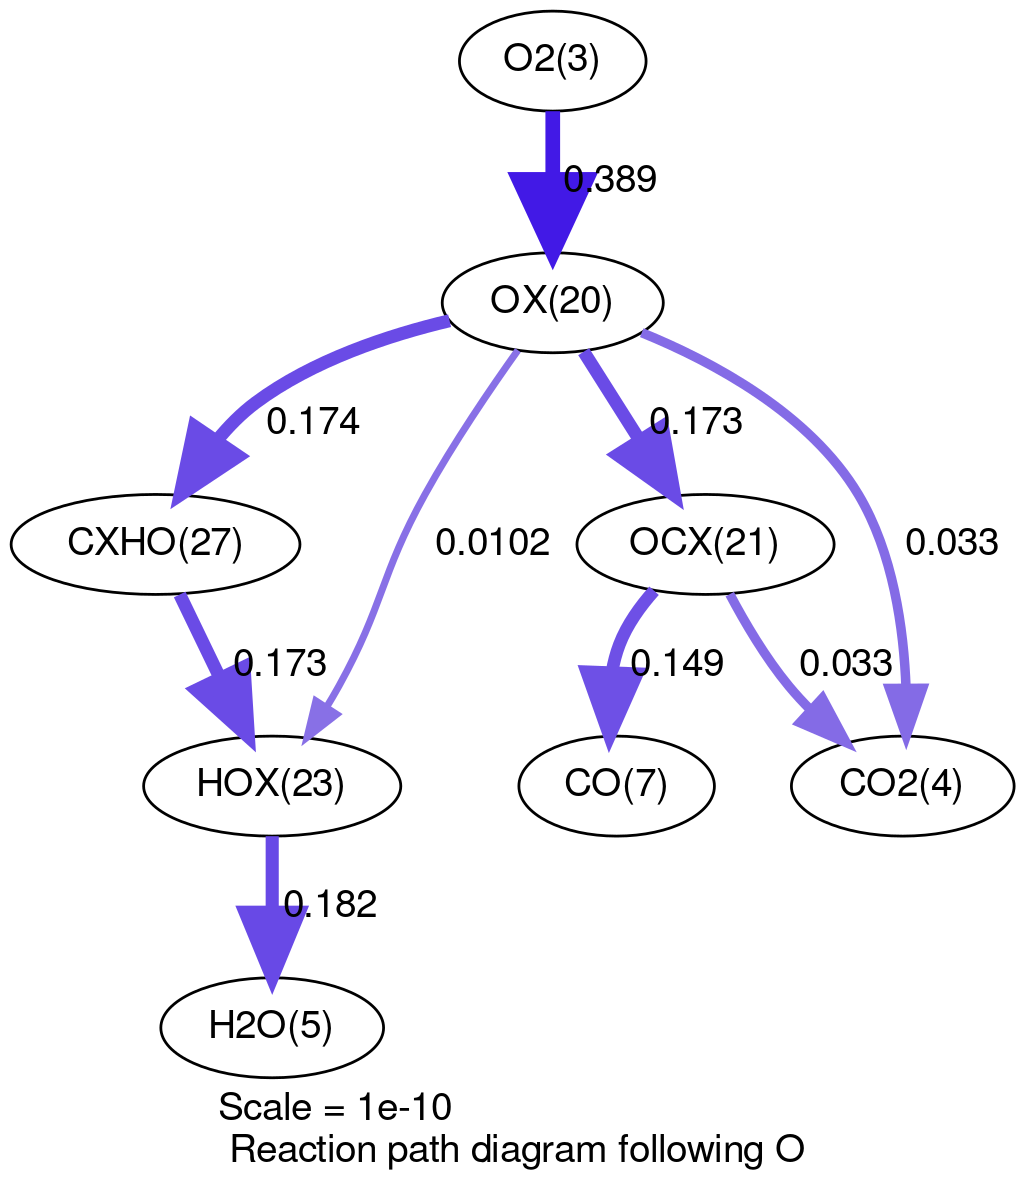 O2(3)
0.389
OX(20)
0.174
0.173
CXHO(27)
0.0102
OCX(21)
0.033
0.173
0.149
0.033
HOX(23)
CO(7)
CO2(4)
0.182
H2O(5)
Scale = 1e-10
Reaction path diagram following O